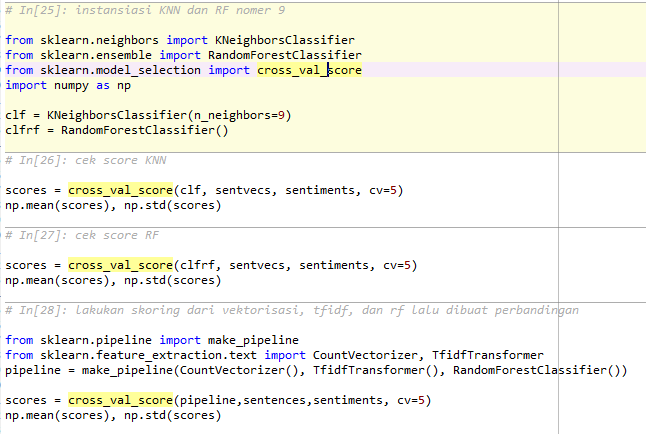 # In[25]: instansiasi KNN dan RF nomer 9
from sklearn.neighbors import KNeighborsClassifier
from sklearn.ensemble import RandomForestClassifier
from sklearn.model_selection import cross_val_score
import numpy as np
clf = KNeighborsClassifier(n_neighbors=9)
clfrf = RandomForestClassifier()
# In[26]: cek score KNN
scores = cross_val_score(clf, sentvecs, sentiments, cv=5)
np.mean(scores), np.std(scores)
# In[27]: cek score RF
scores = cross_val_score(clfrf, sentvecs, sentiments, cv=5)
np.mean(scores), np.std(scores)
# In[28]: lakukan skoring dari vektorisasi, tfidf, dan rf lalu dibuat perbandingan
from sklearn.pipeline import make_pipeline
from sklearn.feature_extraction.text import CountVectorizer, TfidfTransformer
pipeline = make_pipeline(CountVectorizer(), TfidfTransformer(), RandomForestClassifier())
scores = cross_val_score(pipeline,sentences,sentiments, cv=5)
np.mean(scores), np.std(scores)